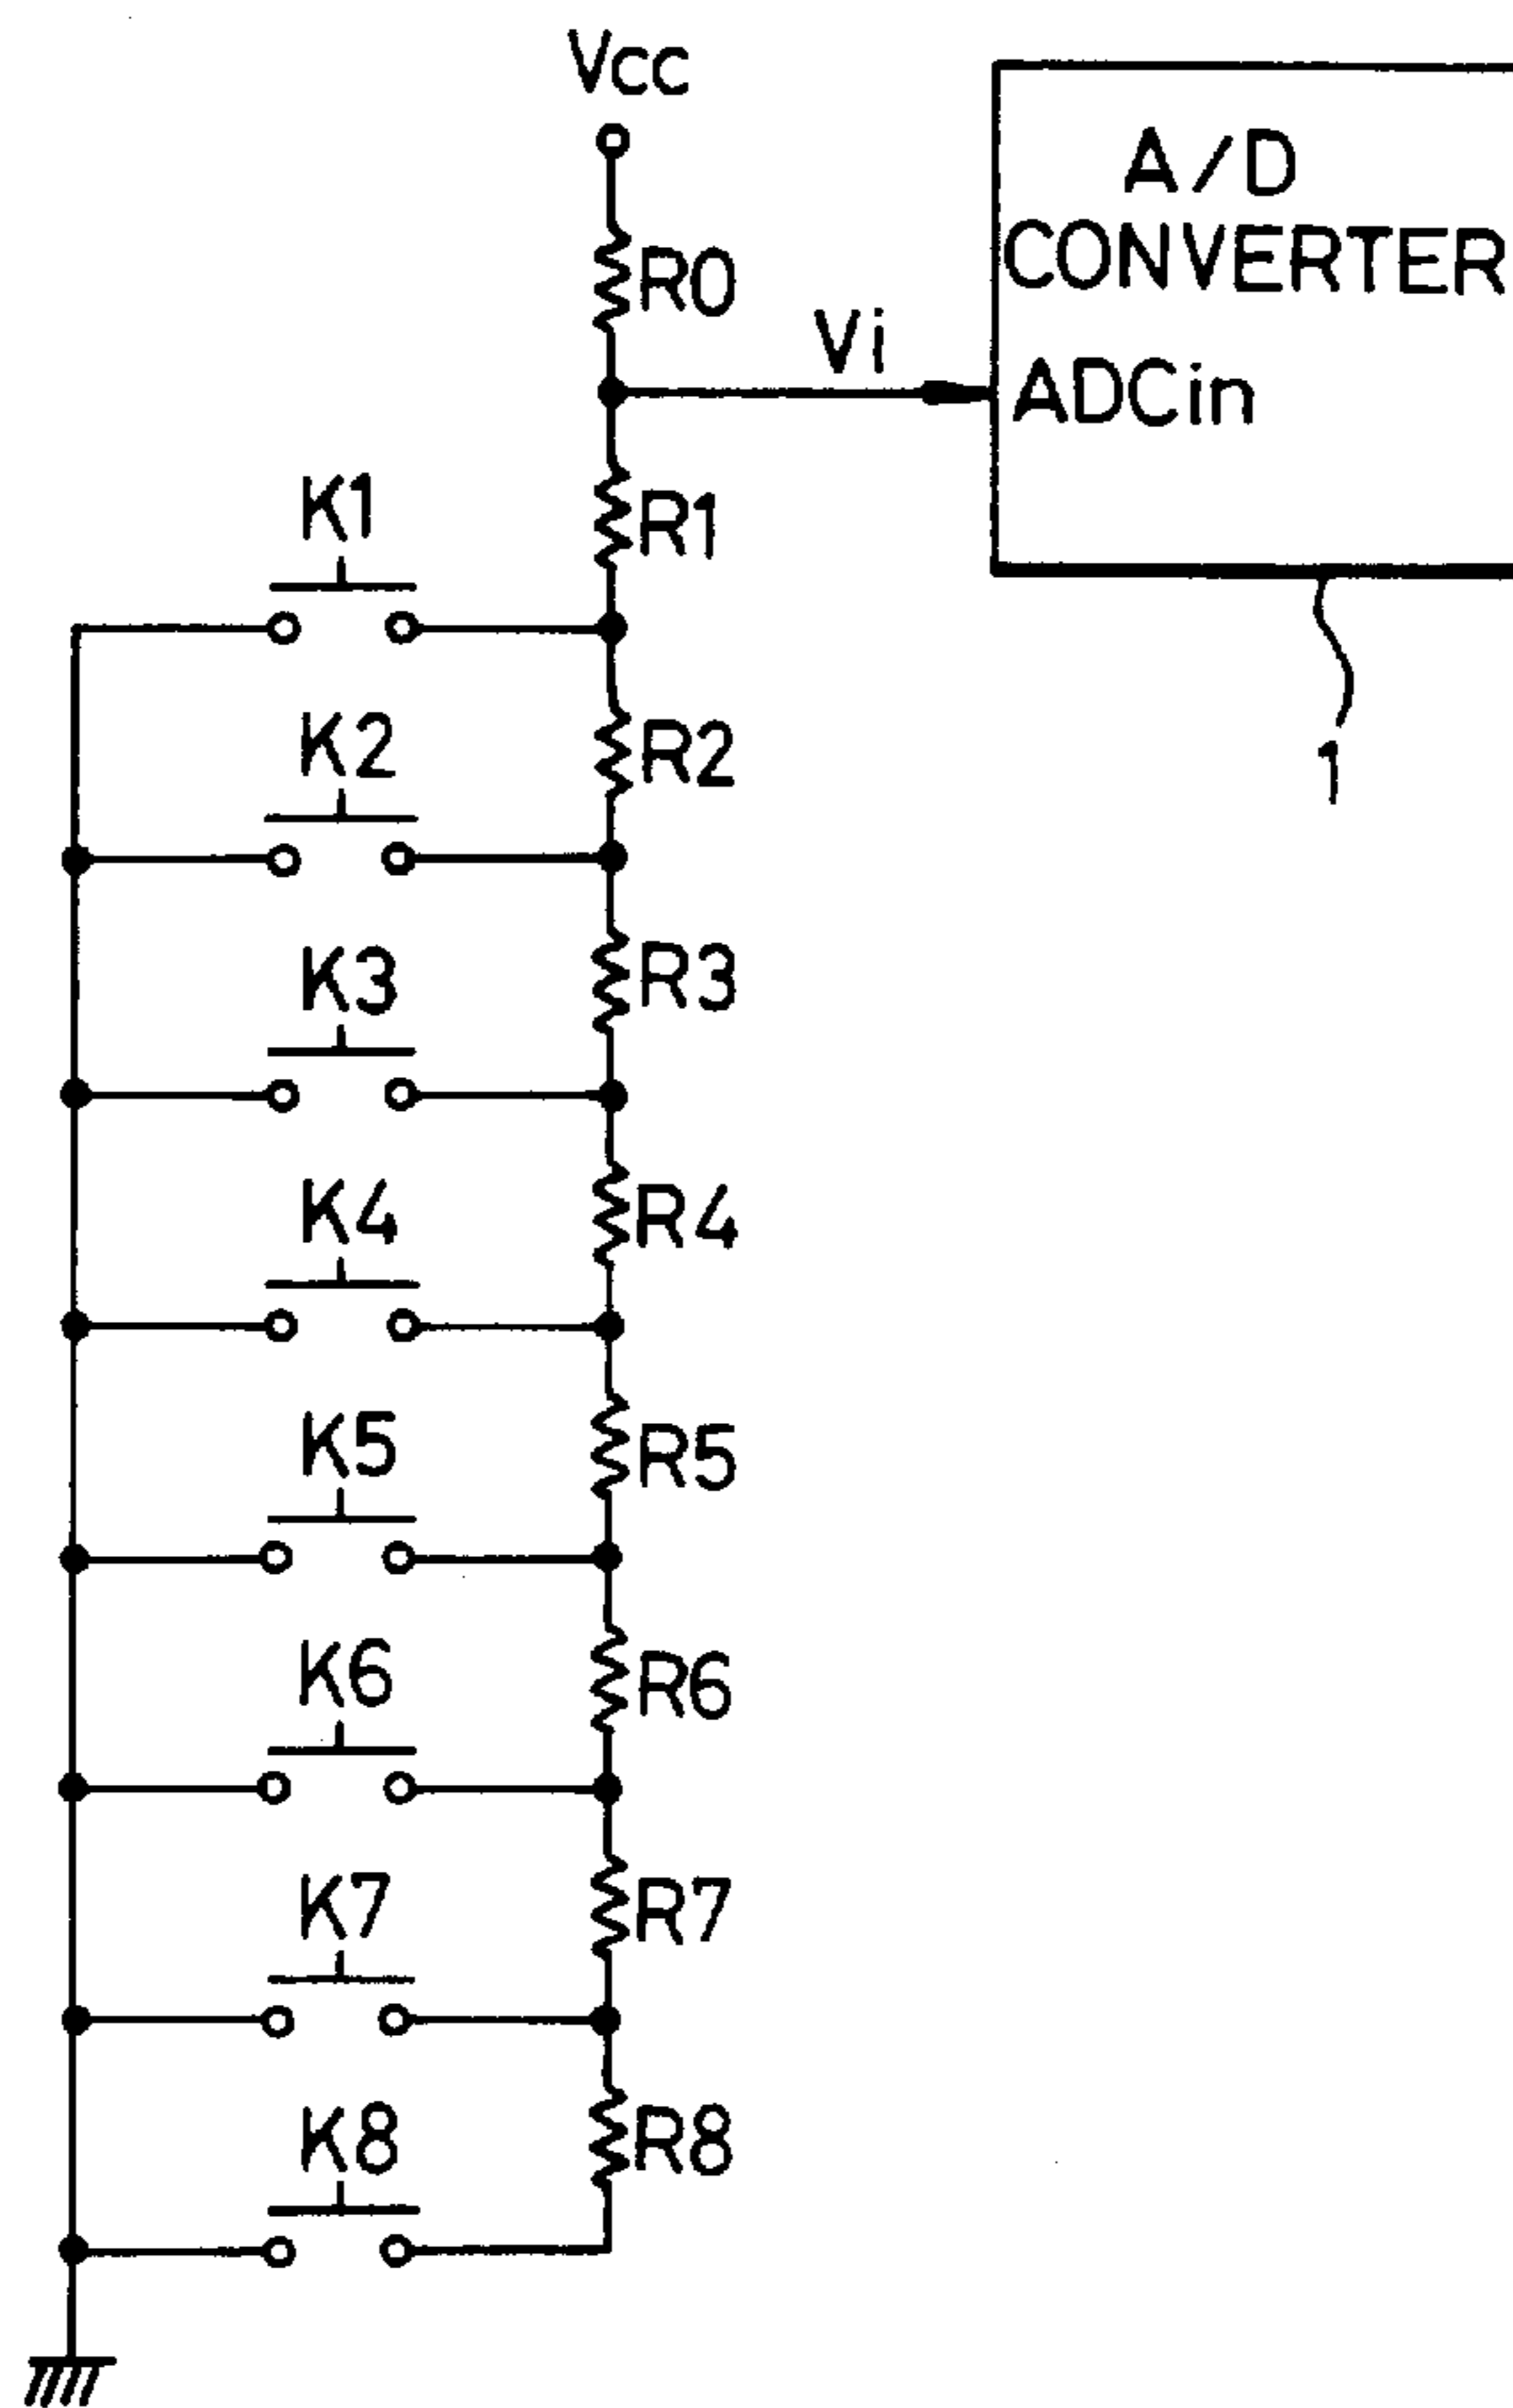 Vcc
A/D
CONVERTER
R0
Vi
ADCin
K1
R1
K2
R2
1
K3
R3
K4
R4
K5
R5
K6
R6
K7
R7
K8
R8